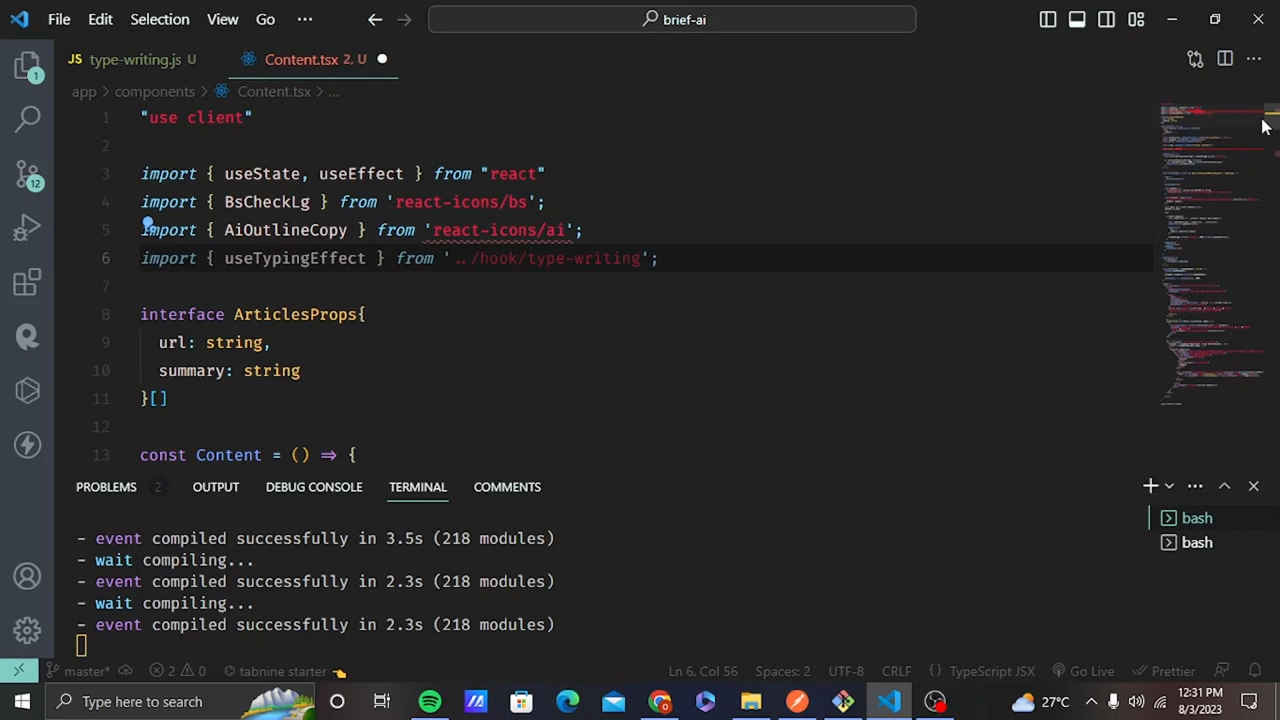 File Edit Selection View Go ··· brief-ai
JS type-writing.js U Content.tsx 2, U
app > components > Content.tsx > ...
1 "use client"
2
3 import { useState, useEffect } from "react"
4 import { BsCheckLg } from 'react-icons/bs';
5 import { AiOutlineCopy } from 'react-icons/ai';
6 import { useTypingEffect } from '../hook/type-writing';
7
8 interface ArticlesProps{
9 url: string,
10 summary: string
11 }[]
12
13 const Content = () => {
PROBLEMS 2 OUTPUT DEBUG CONSOLE TERMINAL COMMENTS
- event compiled successfully in 3.5s (218 modules)
- wait compiling...
- event compiled successfully in 2.3s (218 modules)
- wait compiling...
- event compiled successfully in 2.3s (218 modules)
bash
bash
1
12
master* 2 0 tabnine starter Ln 6, Col 56 Spaces: 2 UTF-8 CRLF {} TypeScript JSX Go Live Prettier
Type here to search 27°C 12:31 PM
8/3/2023